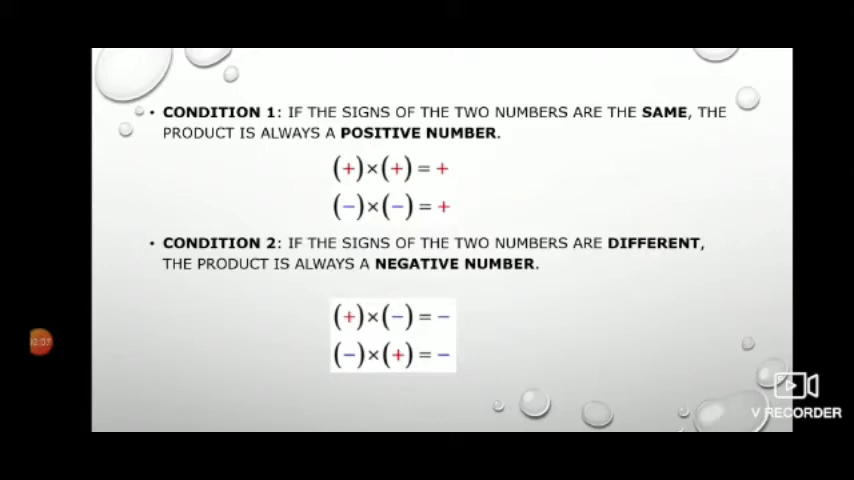 • CONDITION 1: IF THE SIGNS OF THE TWO NUMBERS ARE THE SAME, THE
PRODUCT IS ALWAYS A POSITIVE NUMBER.
(+)×(+)=+
(−)×(−)=+
• CONDITION 2: IF THE SIGNS OF THE TWO NUMBERS ARE DIFFERENT,
THE PRODUCT IS ALWAYS A NEGATIVE NUMBER.
(+)×(−)=−
(−)×(+)=−
V RECORDER